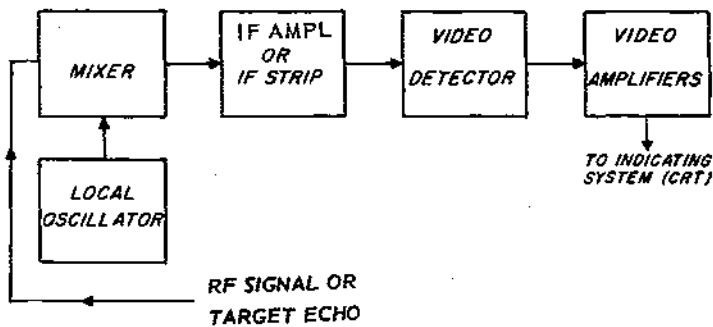 MIXER
IF AMPL
OR
IF STRIP
VIDEO
DETECTOR
VIDEO
AMPLIFIERS
TO INDICATING
SYSTEM (CRT)
LOCAL
OSCILLATOR
RF SIGNAL OR
TARGET ECHO